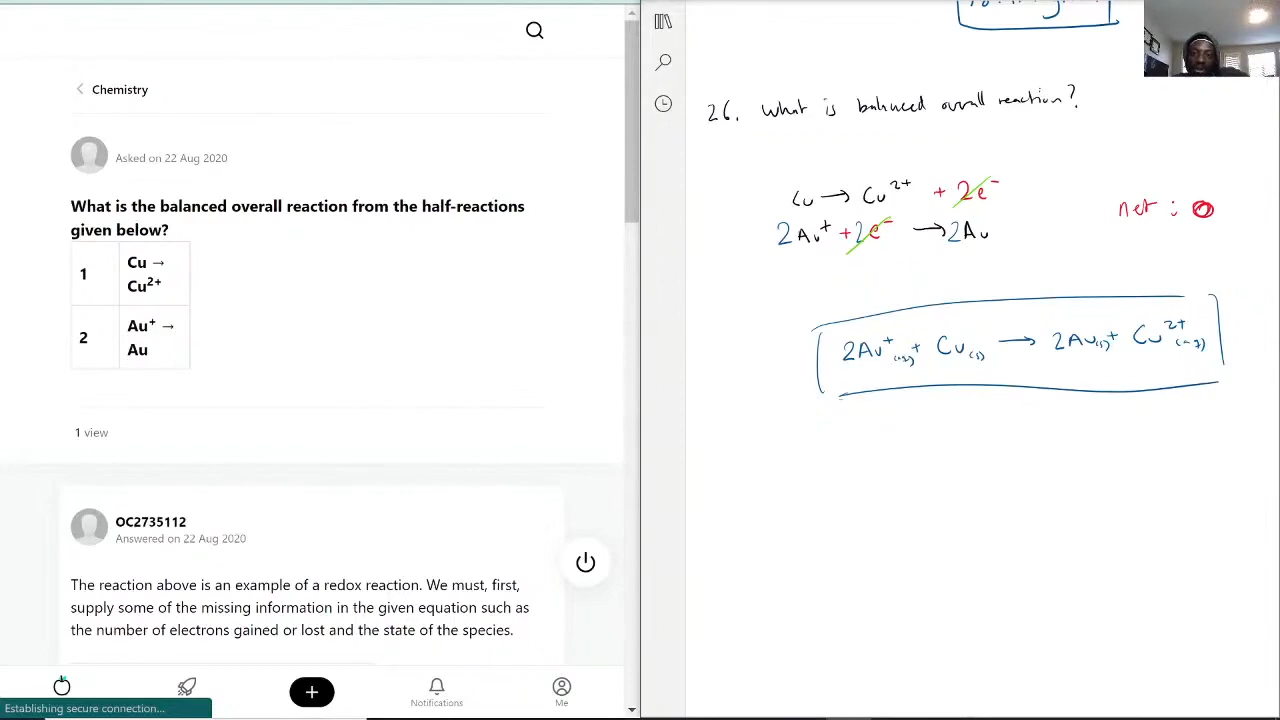 Chemistry
Asked on 22 Aug 2020
What is the balanced overall reaction from the half-reactions
given below?
1
Cu →
Cu²⁺
2
Au⁺ →
Au
1 view
OC2735112
Answered on 22 Aug 2020
The reaction above is an example of a redox reaction. We must, first,
supply some of the missing information in the given equation such as
the number of electrons gained or lost and the state of the species.
Notifications
Me
Establishing secure connection...
26. What is balanced overall reaction?
Cu → Cu²⁺ + 2e⁻
2Au⁺ + 2e⁻ → 2Au
net : 0
2Au⁺(aq) + Cu(s) → 2Au(s) + Cu²⁺(aq)